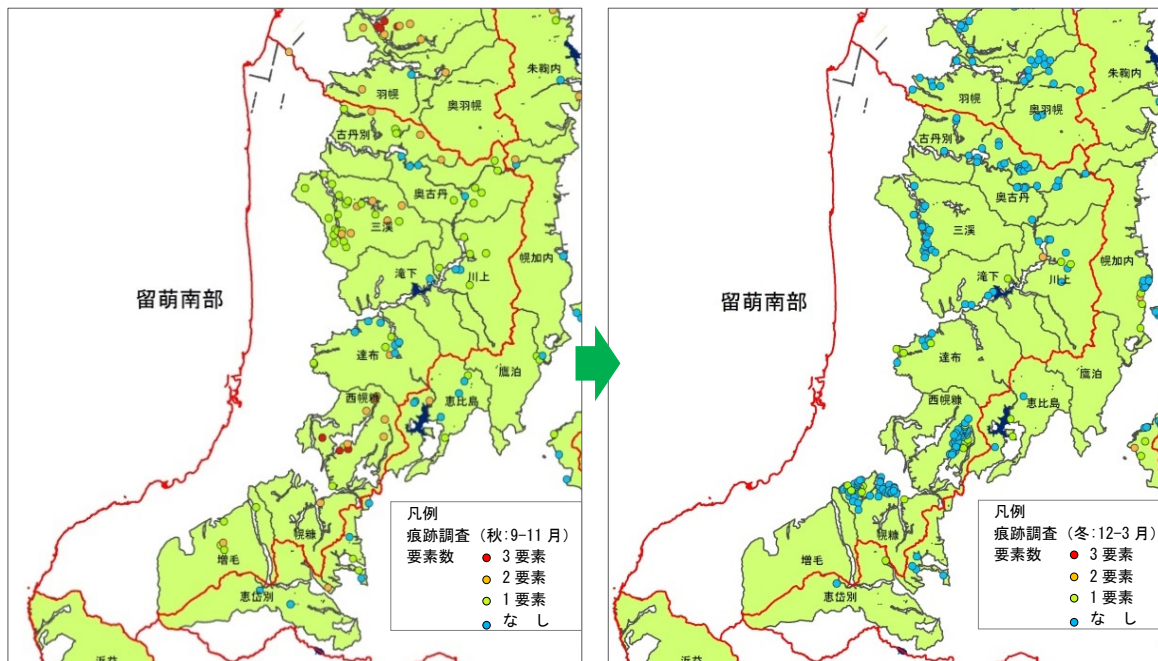 朱鞠内
羽幌
奥羽幌
古丹別
奥古丹
三溪
幌加内
滝下
川上
留萌南部
達布
鷹泊
西幌糠
恵比島
幌糠
増毛
恵岱別
浜益
凡例
痕跡調査（秋:9-11月）
要素数
3要素
2要素
1要素
なし
朱鞠内
羽幌
奥羽幌
古丹別
奥古丹
三溪
幌加内
滝下
川上
留萌南部
達布
鷹泊
西幌糠
恵比島
幌糠
増毛
恵岱別
浜益
凡例
痕跡調査（冬:12-3月）
要素数
3要素
2要素
1要素
なし